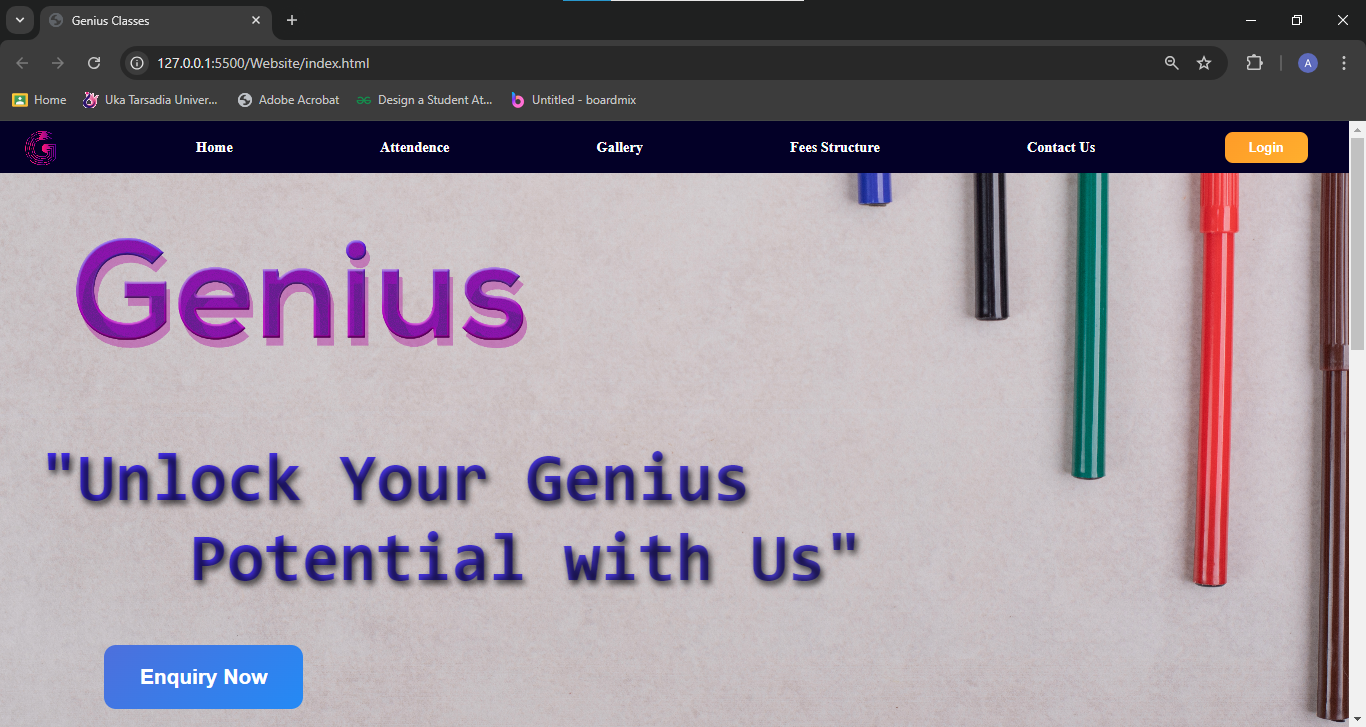 Genius Classes
127.0.0.1:5500/Website/index.html
A
Home
Uka Tarsadia Univer...
Adobe Acrobat
Design a Student At...
Untitled - boardmix
G
Home
Attendence
Gallery
Fees Structure
Contact Us
Login
Genius
"Unlock Your Genius
Potential with Us"
Enquiry Now